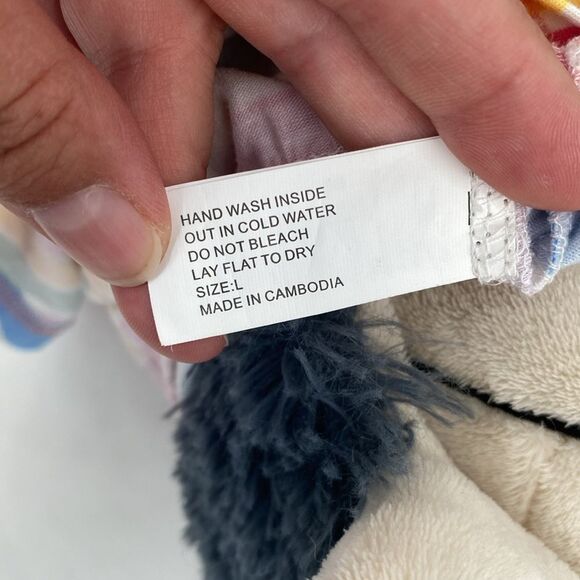 HAND WASH INSIDE
OUT IN COLD WATER
DO NOT BLEACH
LAY FLAT TO DRY
SIZE:L
MADE IN CAMBODIA